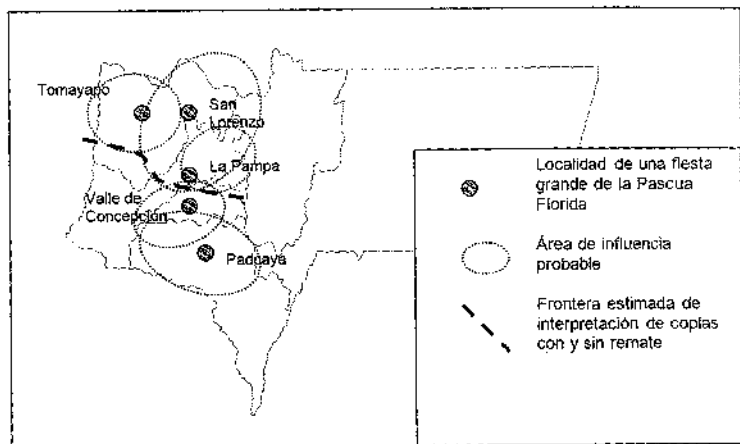 Tomayapo
San
Lorenzo
La Pampa
Valle de
Concepción
Padcaya
Localidad de una fiesta
grande de la Pascua
Florida
Área de influencia
probable
Frontera estimada de
interpretación de coplas
con y sin remate